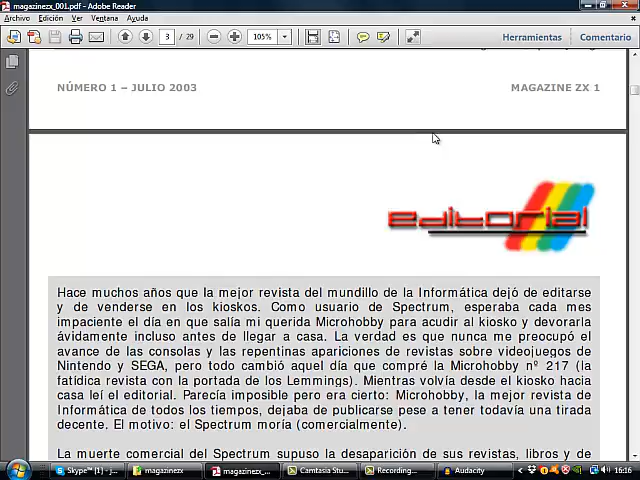 magazinezx_001.pdf - Adobe Reader
Archivo Edición Ver Ventana Ayuda
3 / 29 105% Herramientas Comentario
NÚMERO 1 – JULIO 2003 MAGAZINE ZX 1
editorial
Hace muchos años que la mejor revista del mundillo de la Informática dejó de editarse
y de venderse en los kioskos. Como usuario de Spectrum, esperaba cada mes
impaciente el día en que salía mi querida Microhobby para acudir al kiosko y devorarla
ávidamente incluso antes de llegar a casa. La verdad es que nunca me preocupó el
avance de las consolas y las repentinas apariciones de revistas sobre videojuegos de
Nintendo y SEGA, pero todo cambió aquel día que compré la Microhobby nº 217 (la
fatídica revista con la portada de los Lemmings). Mientras volvía desde el kiosko hacia
casa leí el editorial. Parecía imposible pero era cierto: Microhobby, la mejor revista de
Informática de todos los tiempos, dejaba de publicarse pese a tener todavía una tirada
decente. El motivo: el Spectrum moría (comercialmente).
La muerte comercial del Spectrum supuso la desaparición de sus revistas, libros y de
Skype™ [1] - j... magazinezx magazinezx_... Camtasia Stud... Recording... Audacity 16:16